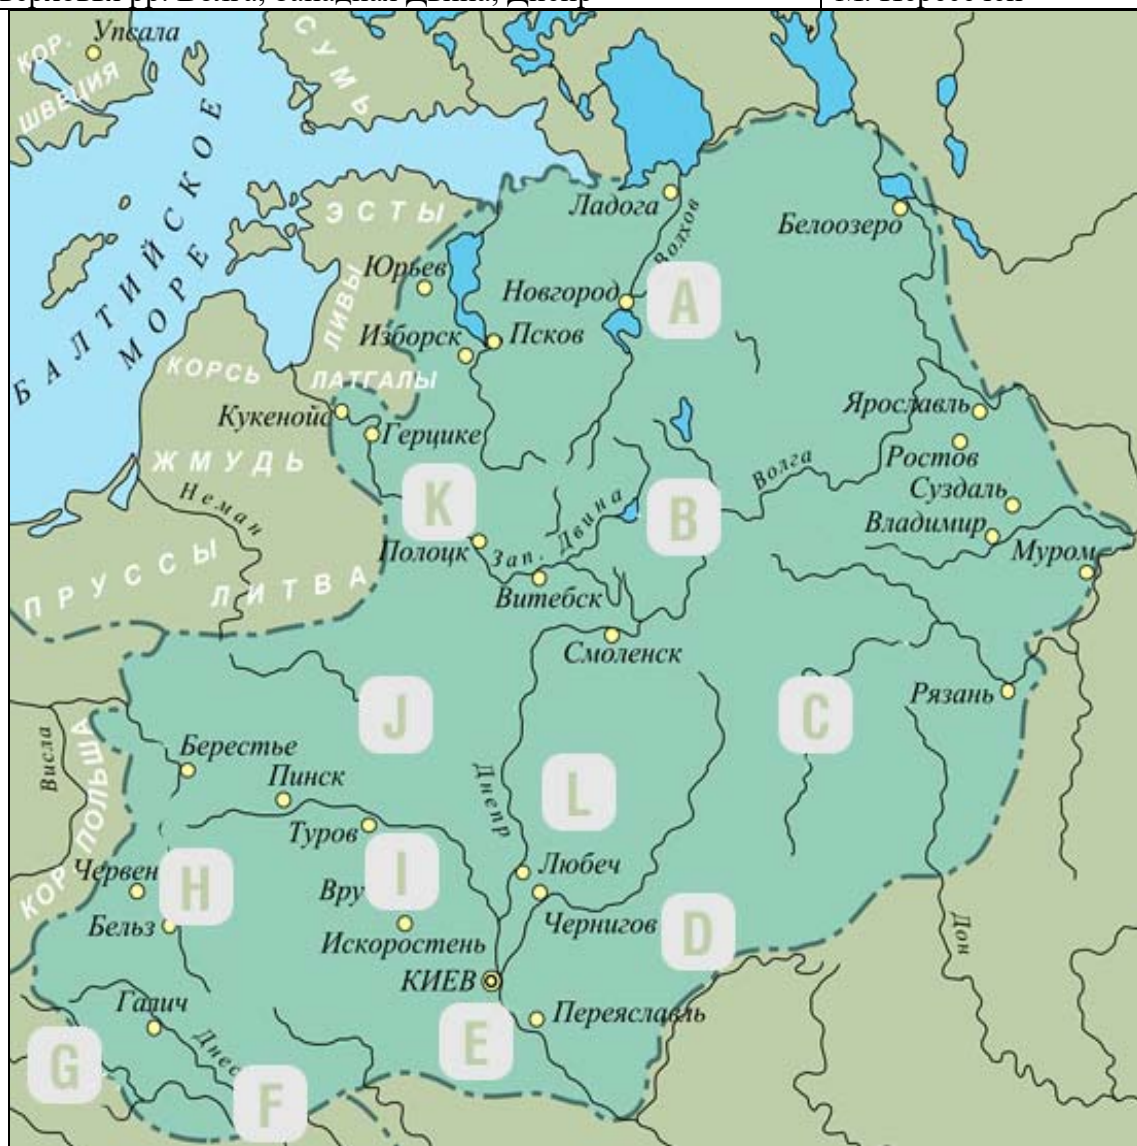 верховья рр. Волга, Западная Двина, Днепр
Упсала
КОР.
ШВЕЦИЯ
СУМЬ
БАЛТИЙСКОЕ
МОРЕ
ЭСТЫ
Ладога
Волхов
Белоозеро
Юрьев
ЛИВЫ
Новгород
A
Изборск
Псков
КОРСЬ
ЛАТГАЛЫ
Кукенойс
Герцике
Ярославль
Ростов
ЖМУДЬ
Неман
K
Волга
B
Суздаль
Владимир
Полоцк
Зап. Двина
Муром
ПРУССЫ
ЛИТВА
Витебск
Смоленск
Рязань
J
C
Висла
КОР ПОЛЬША
Берестье
Пинск
Днепр
L
Туров
Червен
H
I
Вру
Любеч
Бельз
Чернигов
D
Искоростень
Дон
КИЕВ
Галич
Переяславль
Днес
E
G
F